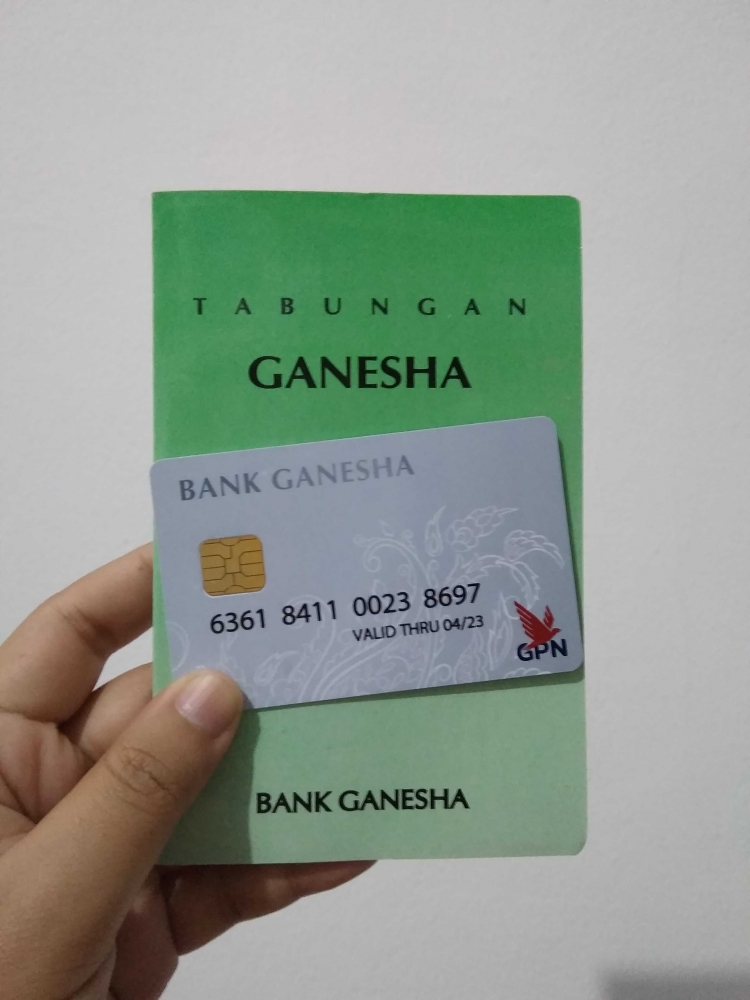 TABUNGAN
GANESHA
BANK GANESHA
6361 8411 0023 8697
VALID THRU 04/23
GPN
BANK GANESHA